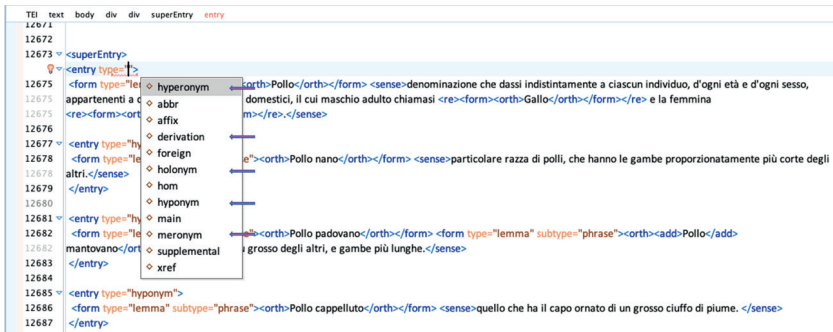 TEI text body div div superEntry entry
12671
12672
12673 <superEntry>
<entry type="">
12675 <form type="le orth>Pollo</orth></form> <sense>denominazione che dassi indistintamente a ciascun individuo, d'ogni età e d'ogni sesso,
12675 appartenenti a domestici, il cui maschio adulto chiamasi <re><form><orth>Gallo</orth></form></re> e la femmina
12675 <re><form><ort m></re>.</sense>
12676
12677 <entry type="hy
12678 <form type="le e"><orth>Pollo nano</orth></form> <sense>particolare razza di polli, che hanno le gambe proporzionatamente più corte degli
12678 altri.</sense>
12679 </entry>
12680
12681 <entry type="hy
12682 <form type="le e"><orth>Pollo padovano</orth></form> <form type="lemma" subtype="phrase"><orth><add>Pollo</add>
12682 mantovano</ort grosso degli altri, e gambe più lunghe.</sense>
12683 </entry>
12684
12685 <entry type="hyponym">
12686 <form type="lemma" subtype="phrase"><orth>Pollo cappelluto</orth></form> <sense>quello che ha il capo ornato di un grosso ciuffo di piume. </sense>
12687 </entry>
hyperonym
abbr
affix
derivation
foreign
holonym
hom
hyponym
main
meronym
supplemental
xref